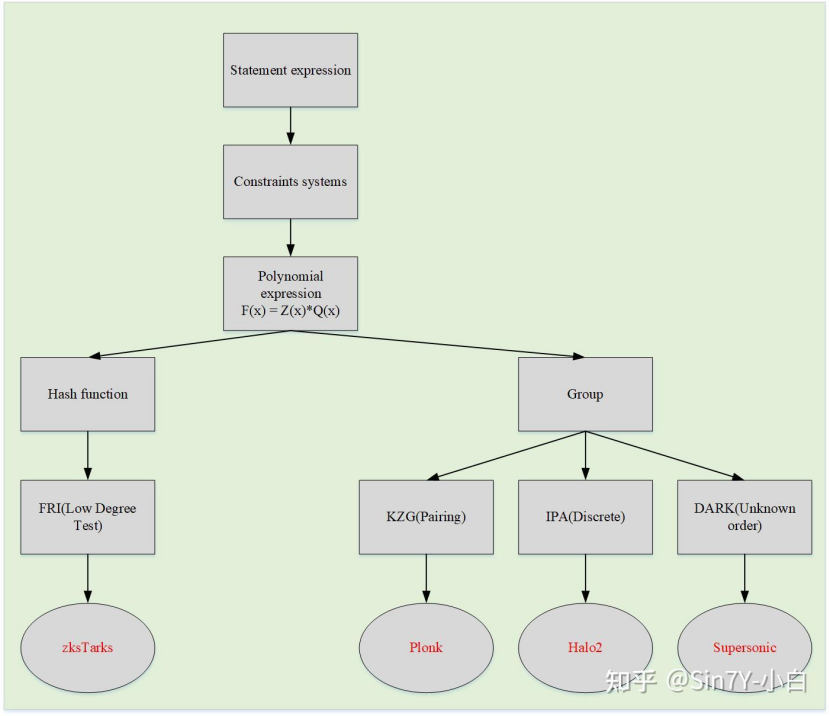 Statement expression
Constraints systems
Polynomial
expression
F(x) = Z(x)*Q(x)
Hash function
Group
FRI(Low Degree
Test)
KZG(Pairing)
IPA(Discrete)
DARK(Unknown
order)
zksTarks
Plonk
Halo2
Supersonic
知乎 @Sin7Y-小白